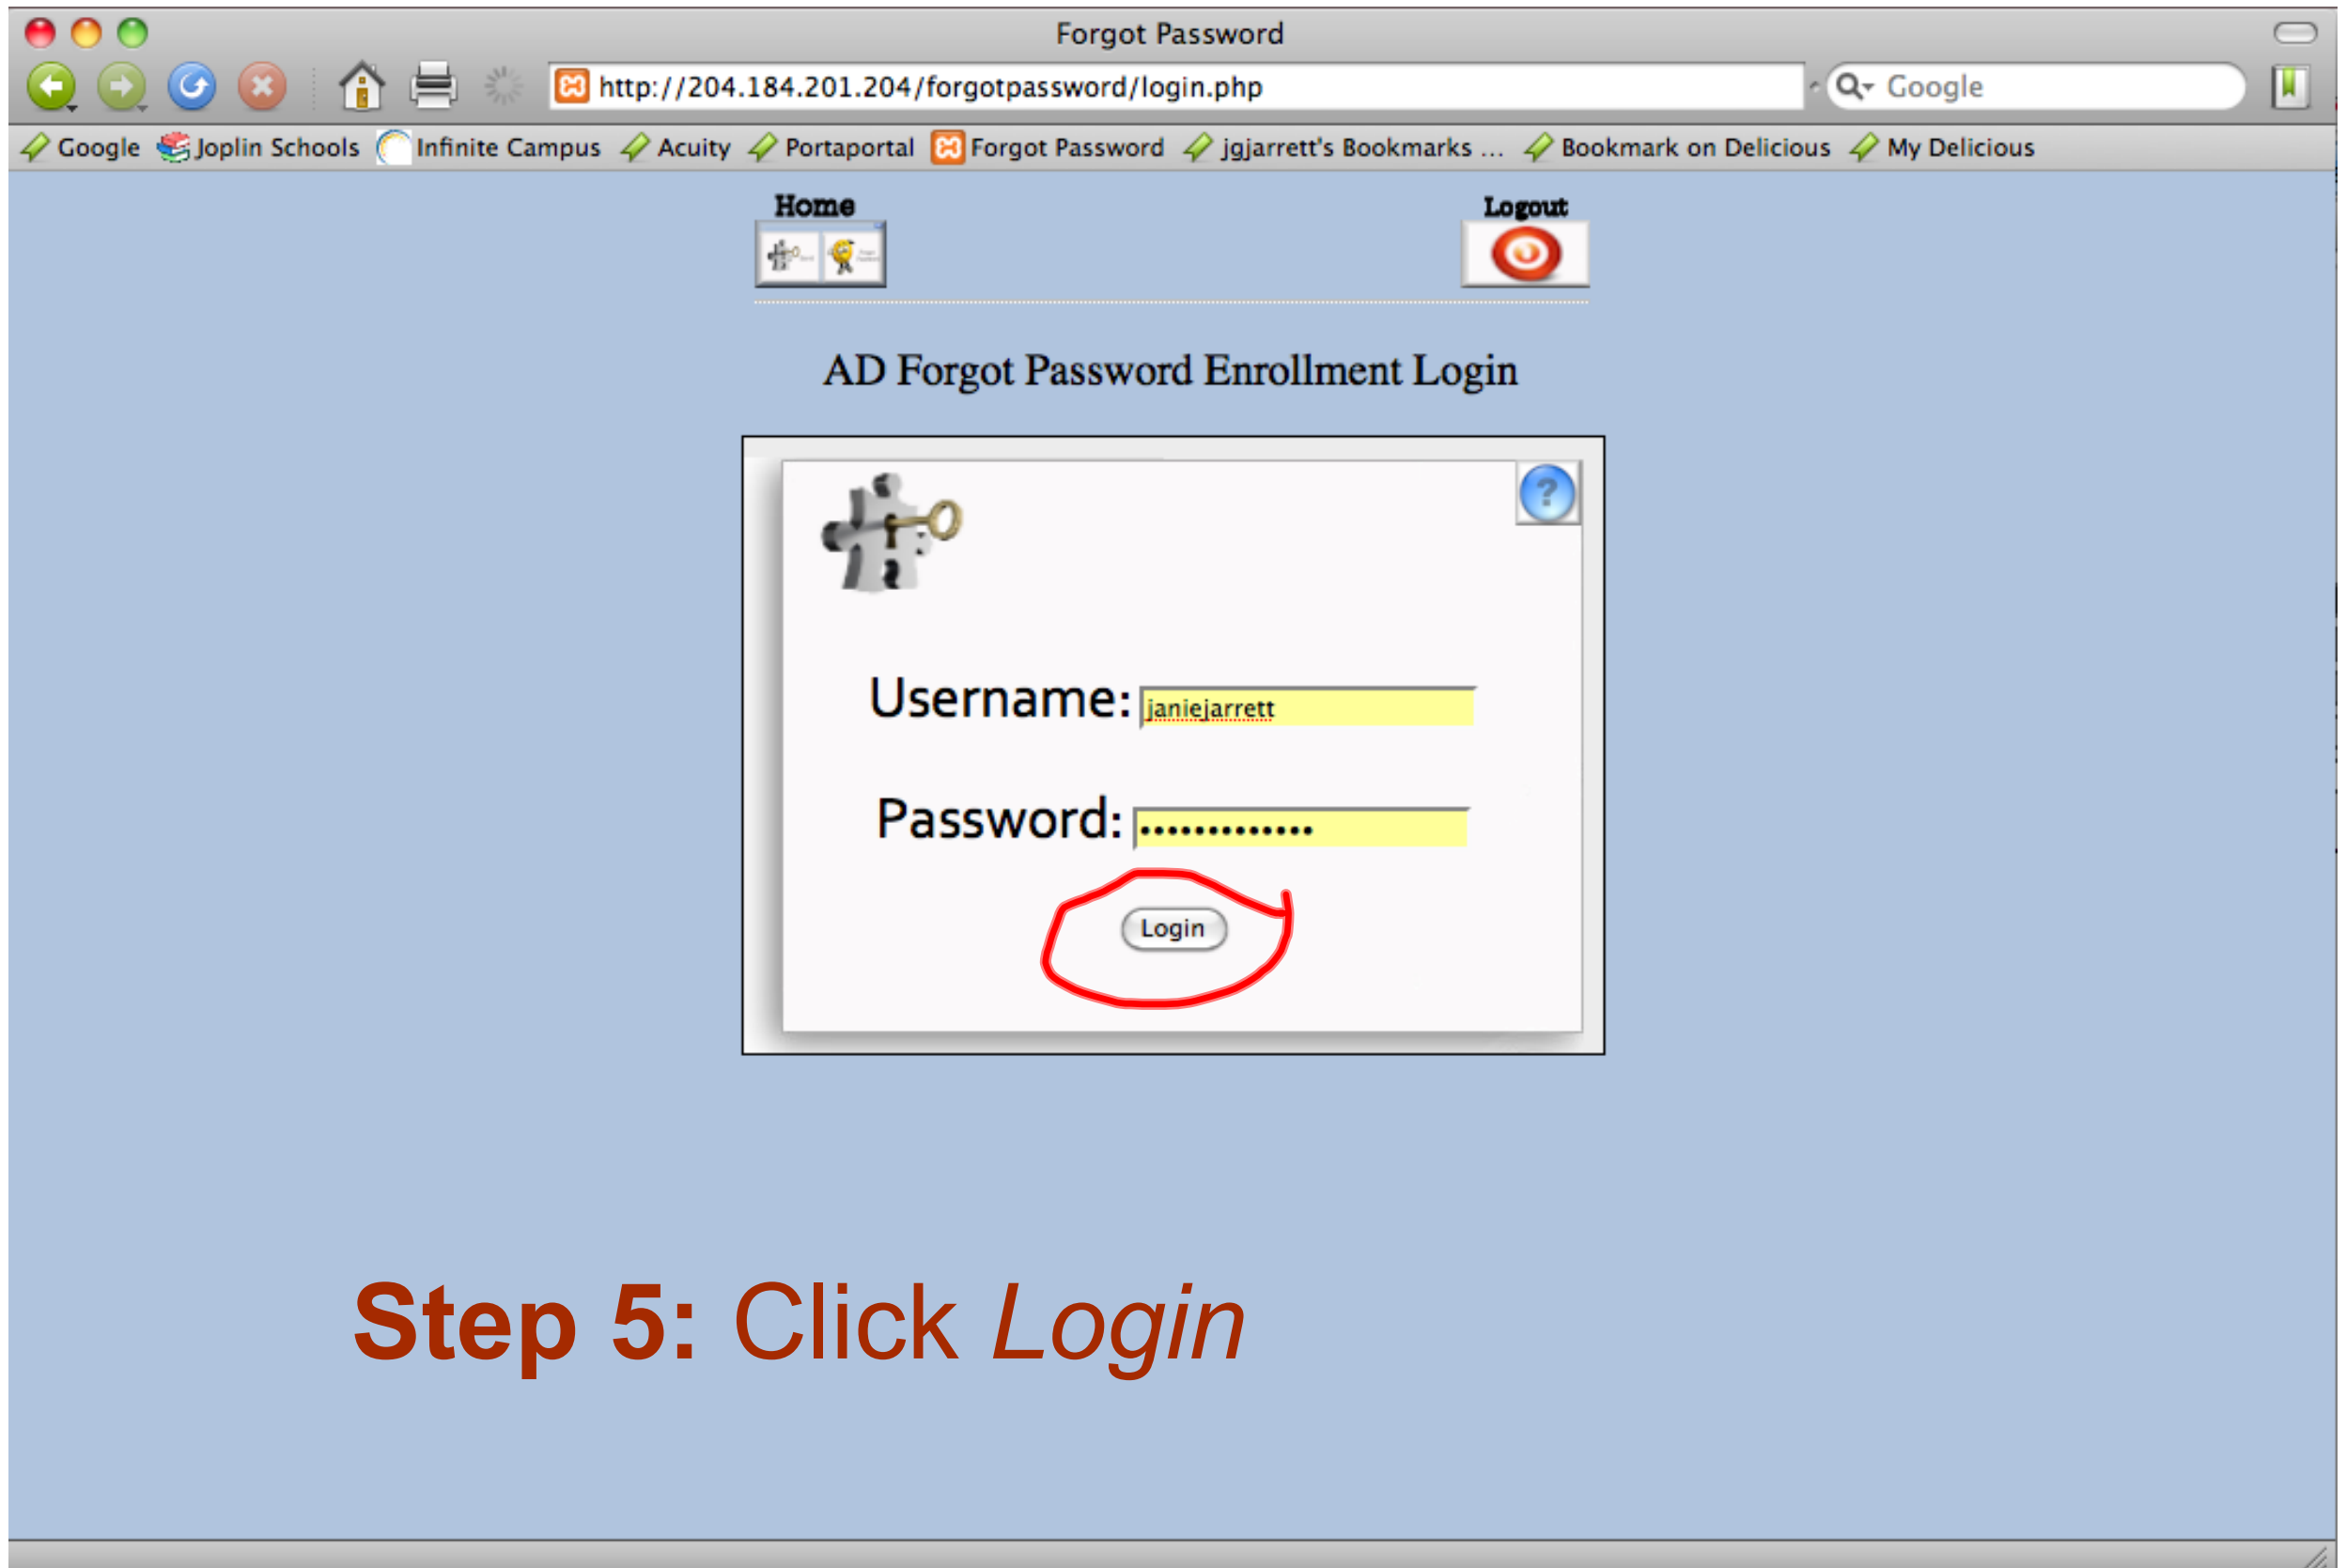 Forgot Password
http://204.184.201.204/forgotpassword/login.php
Google
Google Joplin Schools Infinite Campus Acuity Portaportal Forgot Password jgjarrett's Bookmarks ... Bookmark on Delicious My Delicious
Home Logout
AD Forgot Password Enrollment Login
?
Username: janiejarrett
Password: •••••••••••••
Login
Step 5: Click Login